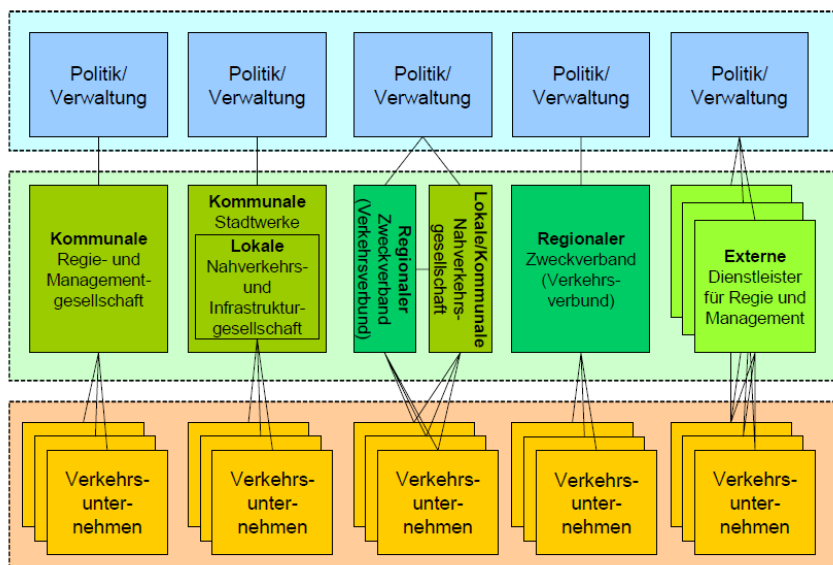 Politik/
Verwaltung
Politik/
Verwaltung
Politik/
Verwaltung
Politik/
Verwaltung
Politik/
Verwaltung
Kommunale
Regie- und
Management-
gesellschaft
Kommunale
Stadtwerke
Lokale
Nahverkehrs-
und
Infrastruktur-
gesellschaft
Regionaler
Zweckverband
(Verkehrsverbund)
Lokale/Kommunale
Nahverkehrs-
gesellschaft
Regionaler
Zweckverband
(Verkehrs-
verbund)
Externe
Dienstleister
für Regie und
Management
Verkehrs-
unter-
nehmen
Verkehrs-
unter-
nehmen
Verkehrs-
unter-
nehmen
Verkehrs-
unter-
nehmen
Verkehrs-
unter-
nehmen